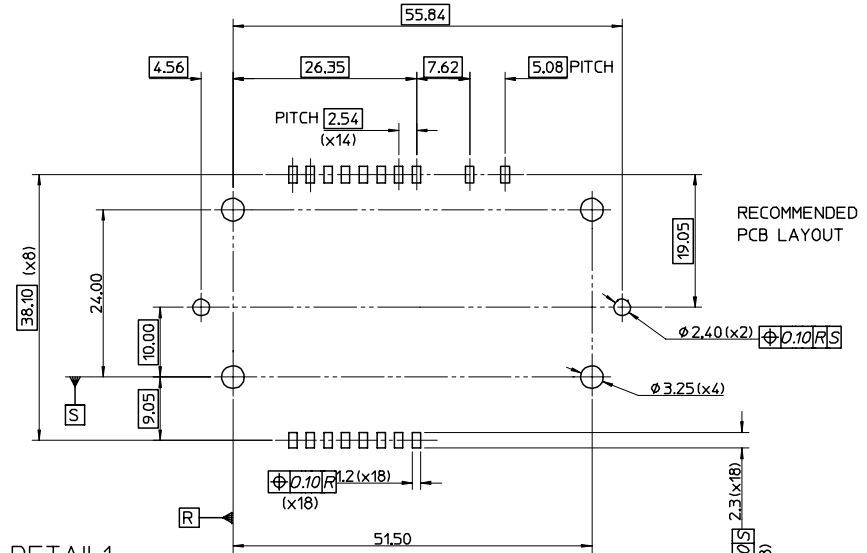 55.84
4.56
26.35
7.62
5.08 PITCH
PITCH 2.54
(x14)
RECOMMENDED
PCB LAYOUT
38.10 (x8)
24.00
19.05
10.00
⌀2.40(x2) ⌖ 0.10 R S
9.05
S
⌀3.25(x4)
⌖ 0.10 R 1.2(x18)
(x18)
2.3(x18)
R
51.50
DETAIL1